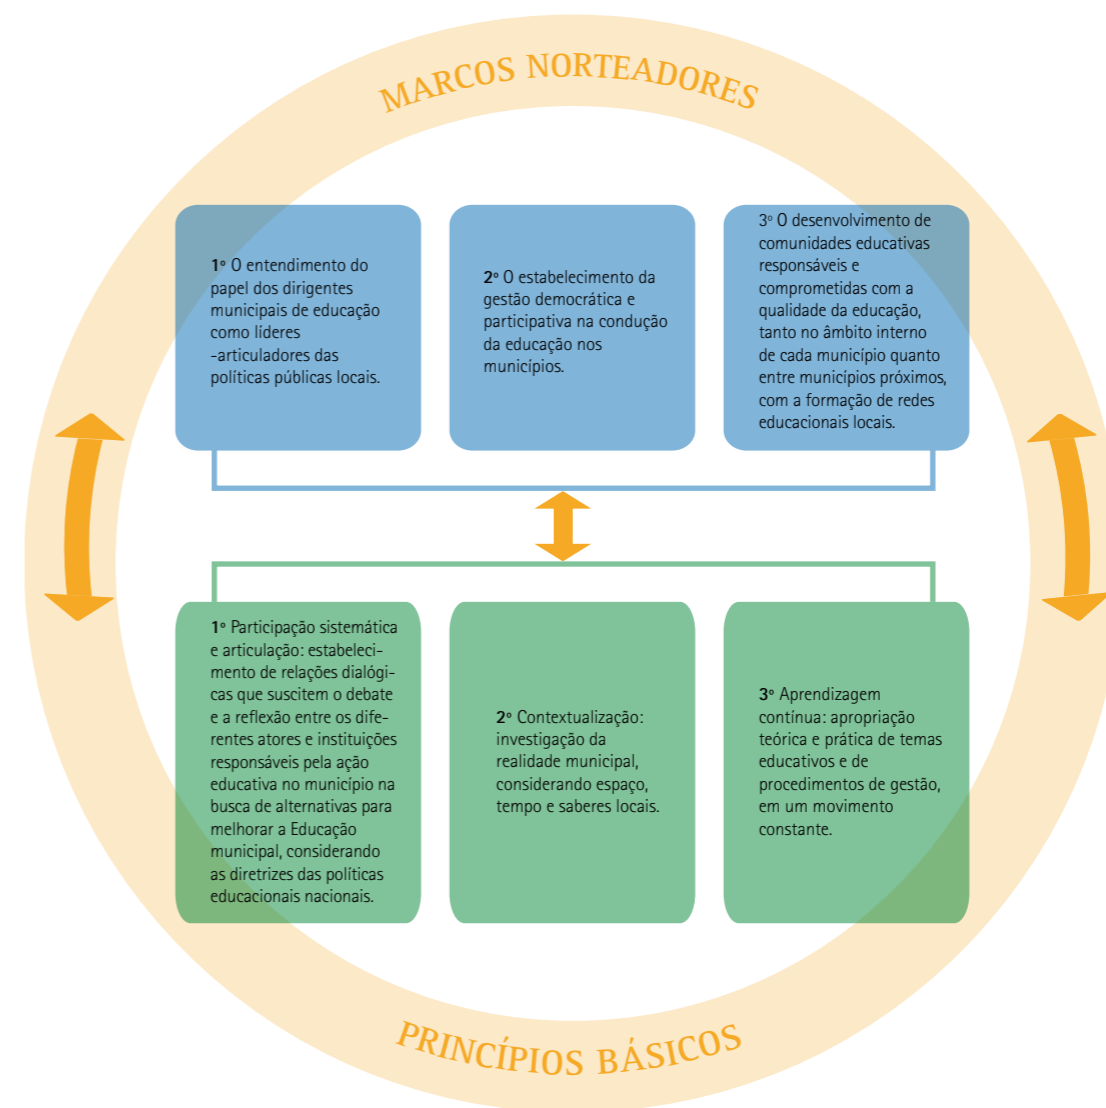 MARCOS NORTEADORES
1º O entendimento do
papel dos dirigentes
municipais de educação
como líderes
-articuladores das
políticas públicas locais.
2º O estabelecimento da
gestão democrática e
participativa na condução
da educação nos
municípios.
3º O desenvolvimento de
comunidades educativas
responsáveis e
comprometidas com a
qualidade da educação,
tanto no âmbito interno
de cada município quanto
entre municípios próximos,
com a formação de redes
educacionais locais.
1º Participação sistemática
e articulação: estabeleci-
mento de relações dialógi-
cas que suscitem o debate
e a reflexão entre os dife-
rentes atores e instituições
responsáveis pela ação
educativa no município na
busca de alternativas para
melhorar a Educação
municipal, considerando
as diretrizes das políticas
educacionais nacionais.
2º Contextualização:
investigação da
realidade municipal,
considerando espaço,
tempo e saberes locais.
3º Aprendizagem
contínua: apropriação
teórica e prática de temas
educativos e de
procedimentos de gestão,
em um movimento
constante.
PRINCÍPIOS BÁSICOS